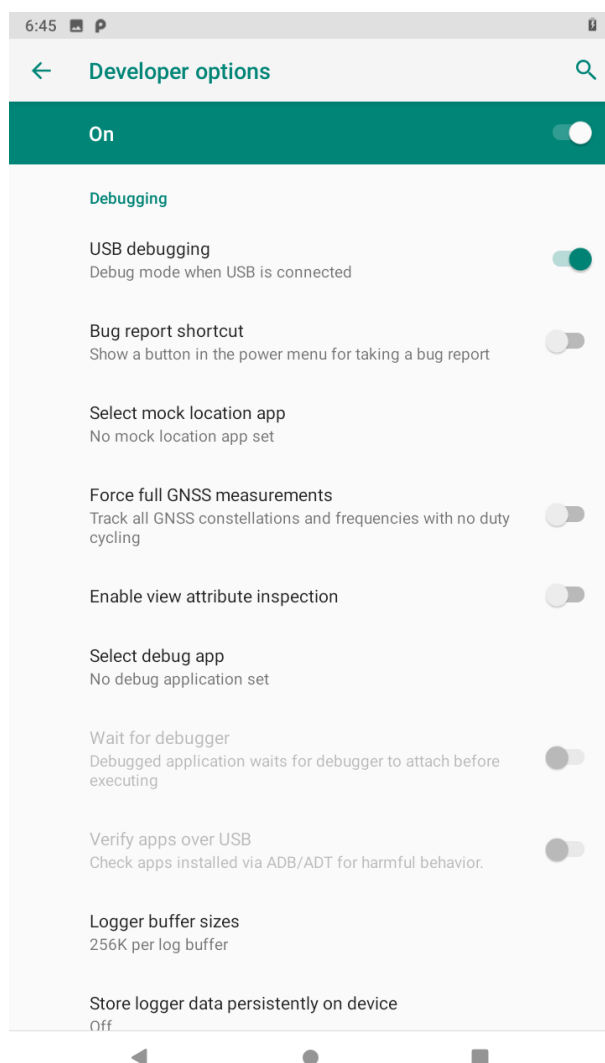 6:45
Developer options
On
Debugging
USB debugging
Debug mode when USB is connected
Bug report shortcut
Show a button in the power menu for taking a bug report
Select mock location app
No mock location app set
Force full GNSS measurements
Track all GNSS constellations and frequencies with no duty
cycling
Enable view attribute inspection
Select debug app
No debug application set
Wait for debugger
Debugged application waits for debugger to attach before
executing
Verify apps over USB
Check apps installed via ADB/ADT for harmful behavior.
Logger buffer sizes
256K per log buffer
Store logger data persistently on device
Off